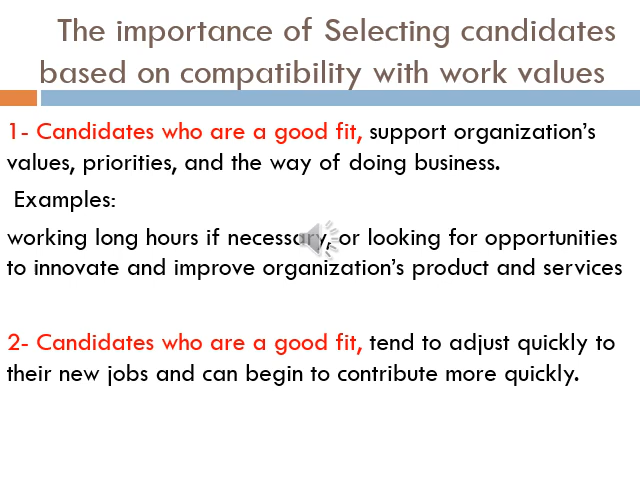 The importance of Selecting candidates
based on compatibility with work values
1- Candidates who are a good fit, support organization's
values, priorities, and the way of doing business.
Examples:
working long hours if necessary, or looking for opportunities
to innovate and improve organization's product and services
2- Candidates who are a good fit, tend to adjust quickly to
their new jobs and can begin to contribute more quickly.